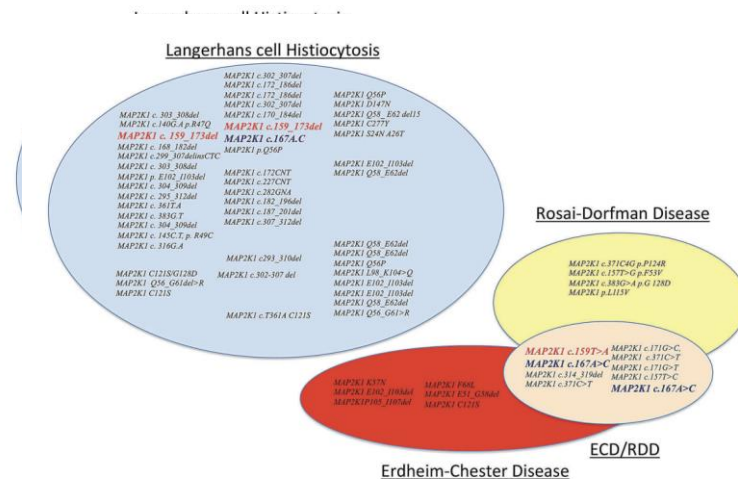 Langerhans cell Histiocytosis
MAP2K1 c.302_307del
MAP2K1 c.172_186del
MAP2K1 c.172_186del
MAP2K1 c.302_307del
MAP2K1 c.170_184del
MAP2K1 c.159_173del
MAP2K1 c.167A.C
MAP2K1 p.Q56P
MAP2K1 c. 303_308del
MAP2K1 c.140G.A p.R47Q
MAP2K1 c. 159_173del
MAP2K1 c. 168_182del
MAP2K1 c.299_307delinsCTC
MAP2K1 c. 303_308del
MAP2K1 p. E102_I103del
MAP2K1 c. 304_309del
MAP2K1 c. 295_312del
MAP2K1 c. 361T.A
MAP2K1 c. 383G.T
MAP2K1 c. 304_309del
MAP2K1 c. 145C.T, p. R49C
MAP2K1 c. 316G.A
MAP2K1 Q56P
MAP2K1 D147N
MAP2K1 Q58_E62 del15
MAP2K1 C277Y
MAP2K1 S24N A26T
MAP2K1 E102_I103del
MAP2K1 Q58_E62del
MAP2K1 c.172CNT
MAP2K1 c.227CNT
MAP2K1 c.282GNA
MAP2K1 c.182_196del
MAP2K1 c.187_201del
MAP2K1 c.307_312del
MAP2K1 c293_310del
MAP2K1 c.302-307 del
MAP2K1 C121S/G128D
MAP2K1 Q56_G61del>R
MAP2K1 C121S
MAP2K1 Q58_E62del
MAP2K1 Q58_E62del
MAP2K1 Q56P
MAP2K1 L98_K104>Q
MAP2K1 E102_I103del
MAP2K1 E102_I103del
MAP2K1 Q58_E62del
MAP2K1 Q56_G61>R
MAP2K1 c.T361A C121S
Rosai-Dorfman Disease
MAP2K1 c.371C4G p.P124R
MAP2K1 c.157T>G p.F53V
MAP2K1 c.383G>A p.G 128D
MAP2K1 p.L115V
MAP2K1 c.159T>A
MAP2K1 c.167A>C
MAP2K1 c.314_319del
MAP2K1 c.371C>T
MAP2K1 c.171G>C,
MAP2K1 c.371C>T
MAP2K1 c.171G>T
MAP2K1 c.157T>C
MAP2K1 c.167A>C
MAP2K1 K57N
MAP2K1 E102_I103del
MAP2K1P105_I107del
MAP2K1 F68L
MAP2K1 E51_G58del
MAP2K1 C121S
ECD/RDD
Erdheim-Chester Disease